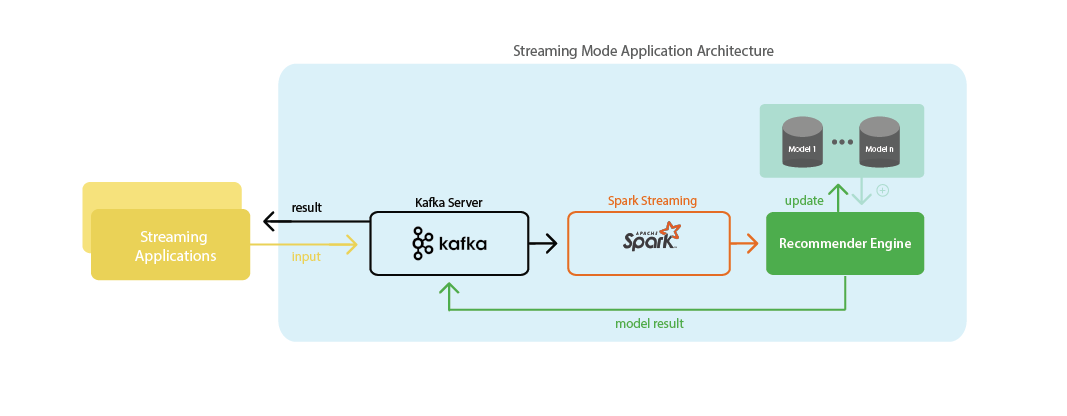 Streaming Mode Application Architecture
Model 1
Model n
Streaming
Applications
result
input
Kafka Server
kafka
Spark Streaming
APACHE
Spark
update
Recommender Engine
model result